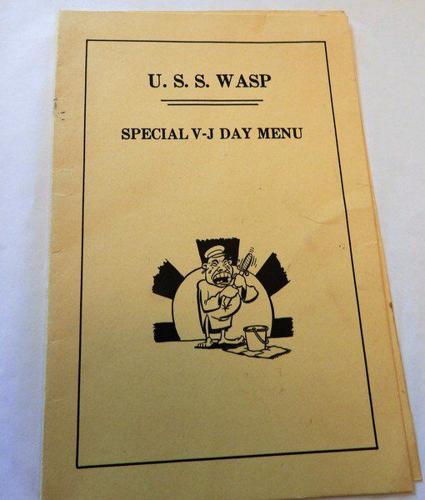 U. S. S. WASP
SPECIAL V-J DAY MENU